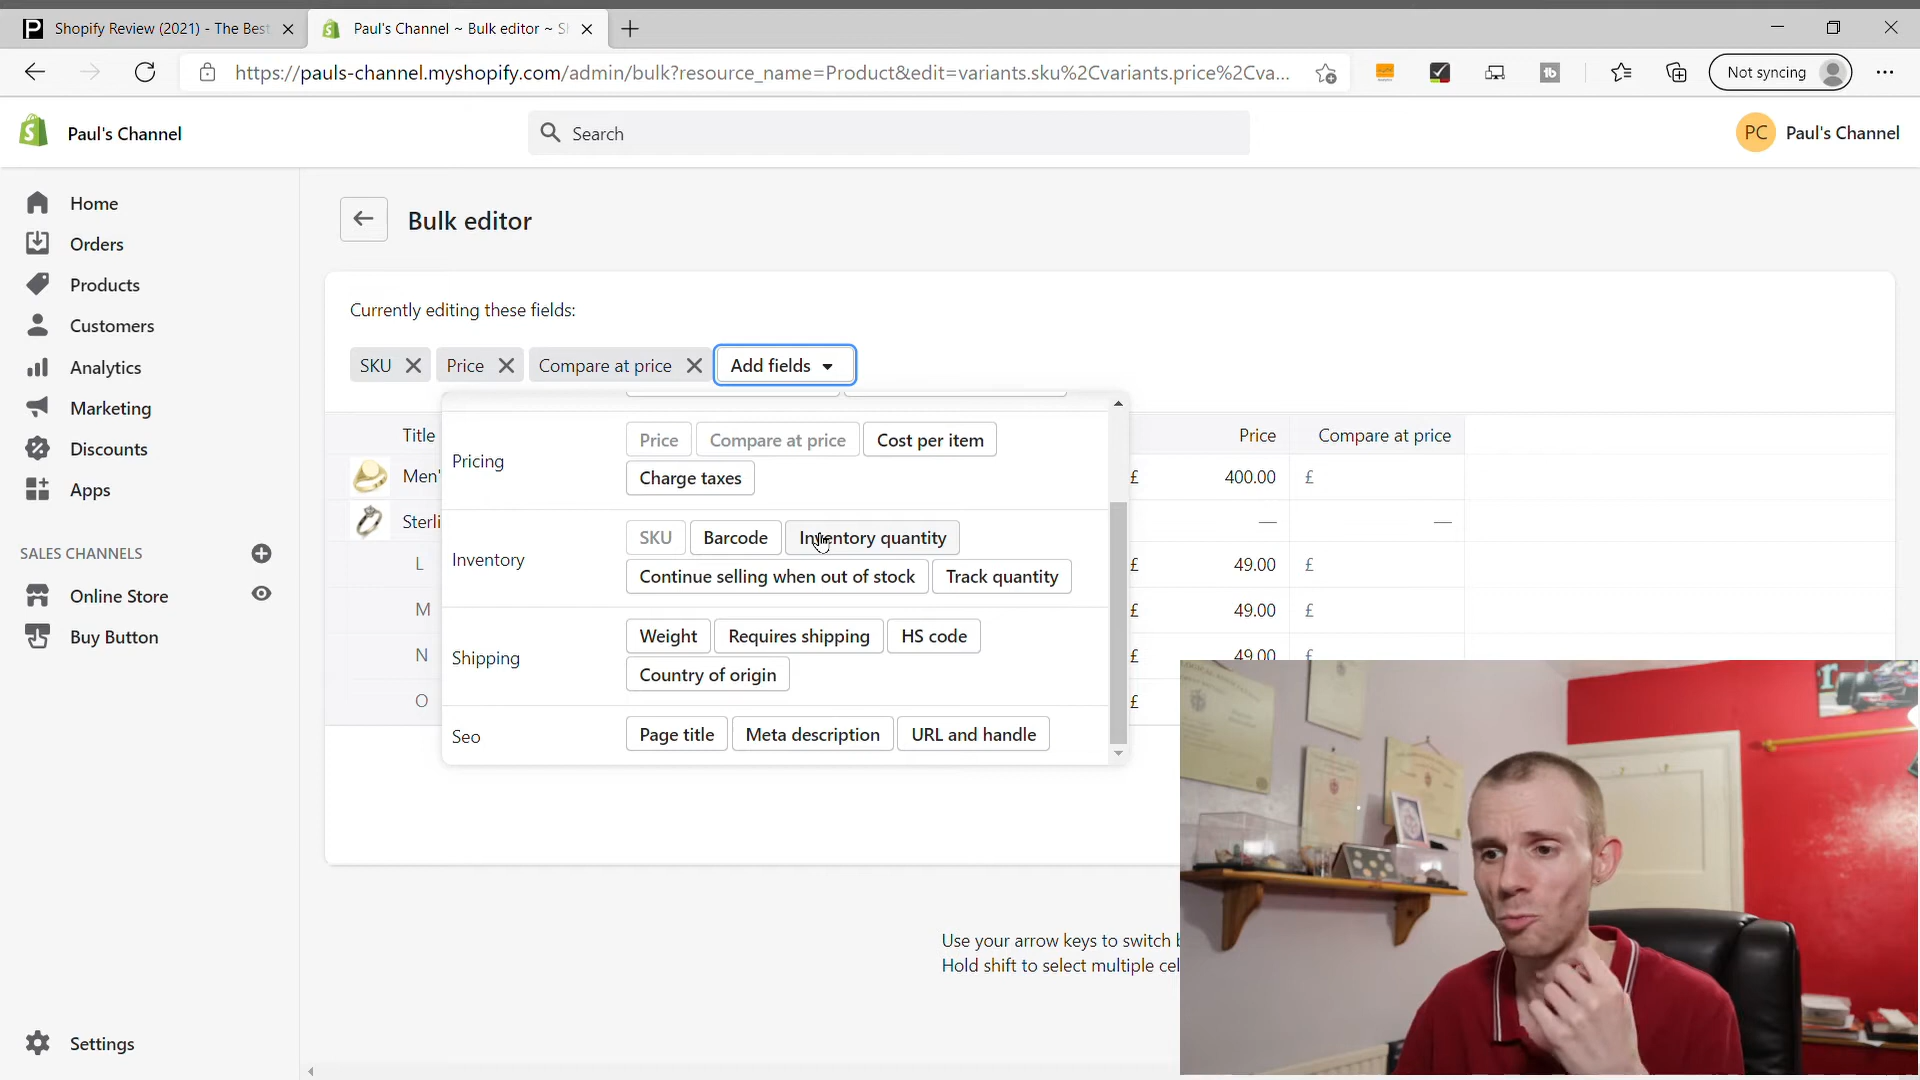 Shopify Review (2021) - The Best
Paul's Channel ~ Bulk editor ~ S
https://pauls-channel.myshopify.com/admin/bulk?resource_name=Product&edit=variants.sku%2Cvariants.price%2Cva...
Not syncing
Paul's Channel
Search
PC
Paul's Channel
Home
Orders
Products
Customers
Analytics
Marketing
Discounts
Apps
SALES CHANNELS
Online Store
Buy Button
Settings
Bulk editor
Currently editing these fields:
SKU
Price
Compare at price
Add fields
Title
Price
Compare at price
Men'
£ 400.00 £
Sterli
— —
L
£ 49.00 £
M
£ 49.00 £
N
£ 49.00 £
O
£
Pricing
Price
Compare at price
Cost per item
Charge taxes
Inventory
SKU
Barcode
Inventory quantity
Continue selling when out of stock
Track quantity
Shipping
Weight
Requires shipping
HS code
Country of origin
Seo
Page title
Meta description
URL and handle
Use your arrow keys to switch b
Hold shift to select multiple cel